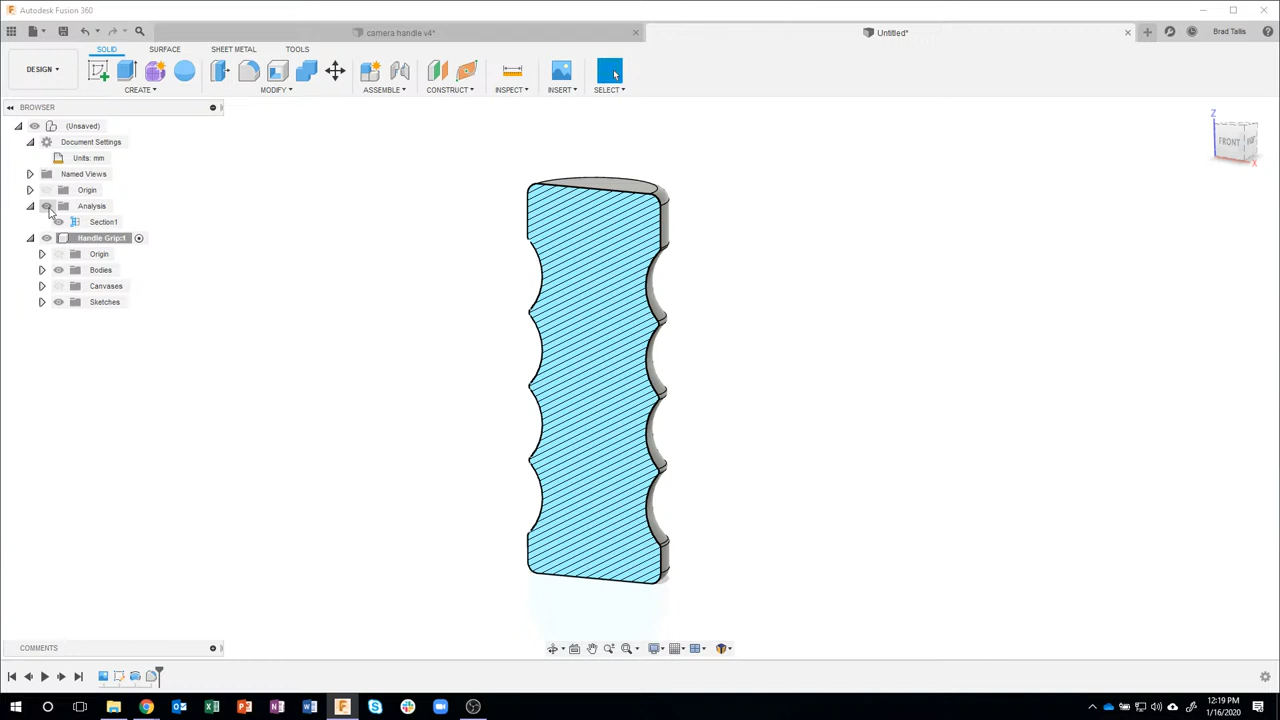 Autodesk Fusion 360
camera handle v4*
Untitled*
Brad Tallis
DESIGN
SOLID
SURFACE
SHEET METAL
TOOLS
CREATE
MODIFY
ASSEMBLE
CONSTRUCT
INSPECT
INSERT
SELECT
BROWSER
(Unsaved)
Document Settings
Units: mm
Named Views
Origin
Analysis
Section1
Handle Grip:1
Origin
Bodies
Canvases
Sketches
Z
FRONT
X
COMMENTS
12:19 PM
1/16/2020